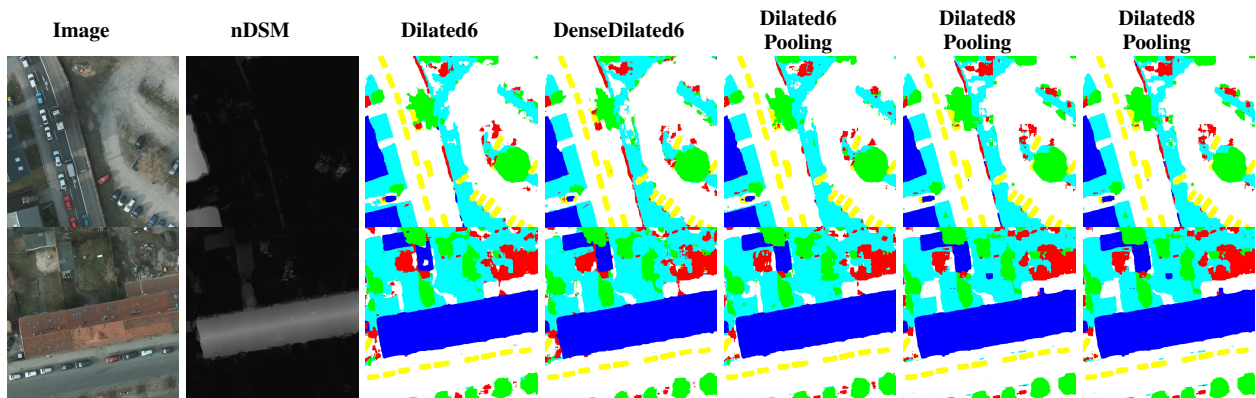 Image
nDSM
Dilated6
DenseDilated6
Dilated6
Pooling
Dilated8
Pooling
Dilated8
Pooling